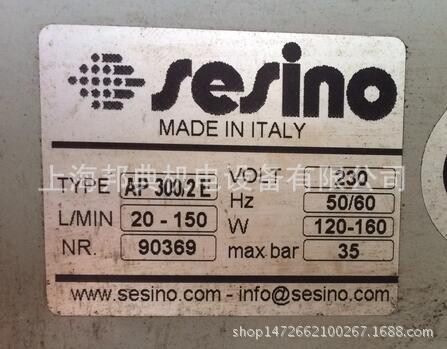 sesino
MADE IN ITALY
上海邦典机电设备有限公司
TYPE AP 300/2 E VOLT 230
Hz 50/60
L/MIN 20 - 150 W 120-160
NR. 90369 max bar 35
www.sesino.com - info@sesino.com
shop1472662100267.1688.com